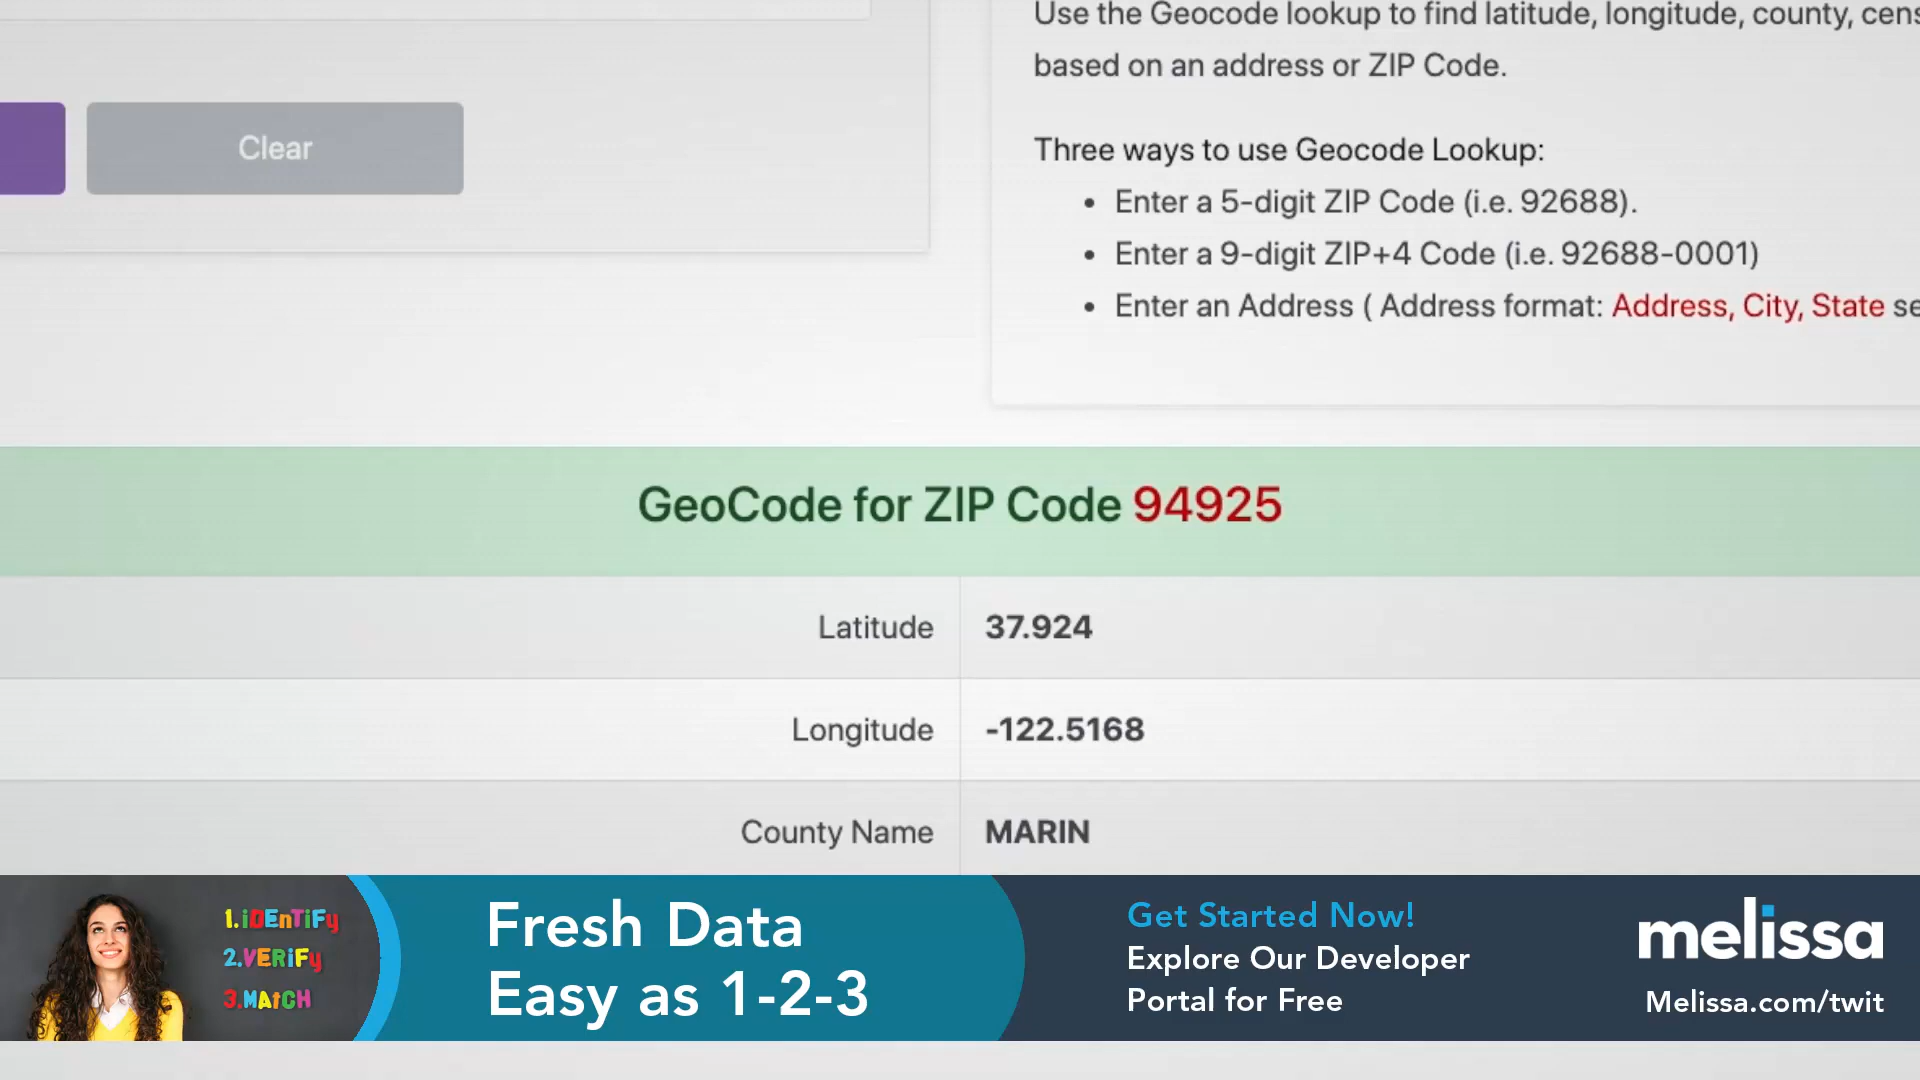 Use the Geocode lookup to find latitude, longitude, county,
based on an address or ZIP Code.
Clear
Three ways to use Geocode Lookup:
• Enter a 5-digit ZIP Code (i.e. 92688).
• Enter a 9-digit ZIP+4 Code (i.e. 92688-0001)
• Enter an Address ( Address format: Address, City, State
GeoCode for ZIP Code 94925
Latitude 37.924
Longitude -122.5168
County Name MARIN
1.iDEnTiFy
2.VERiFy
3.MAtCH
Fresh Data
Easy as 1-2-3
Get Started Now!
Explore Our Developer
Portal for Free
melissa
Melissa.com/twit